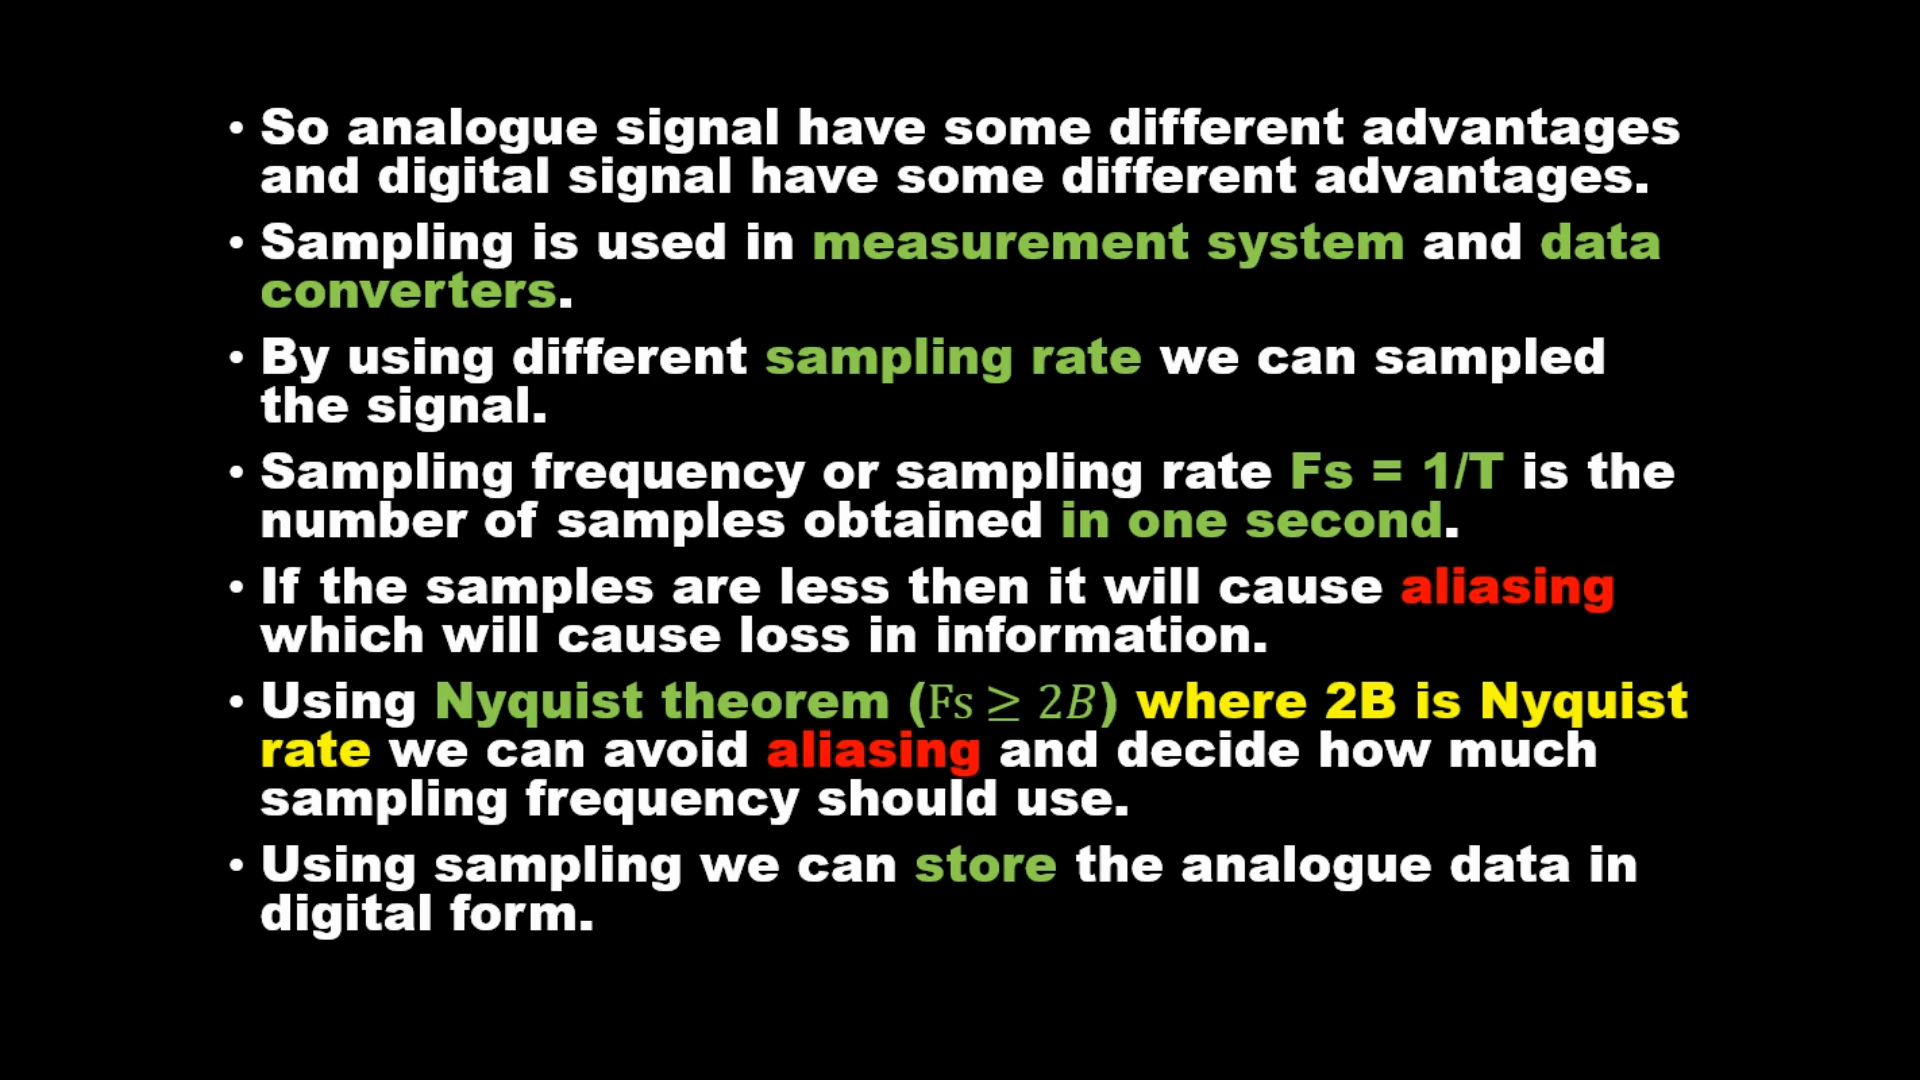 • So analogue signal have some different advantages
and digital signal have some different advantages.
• Sampling is used in measurement system and data
converters.
• By using different sampling rate we can sampled
the signal.
• Sampling frequency or sampling rate Fs = 1/T is the
number of samples obtained in one second.
• If the samples are less then it will cause aliasing
which will cause loss in information.
• Using Nyquist theorem (Fs ≥ 2B) where 2B is Nyquist
rate we can avoid aliasing and decide how much
sampling frequency should use.
• Using sampling we can store the analogue data in
digital form.